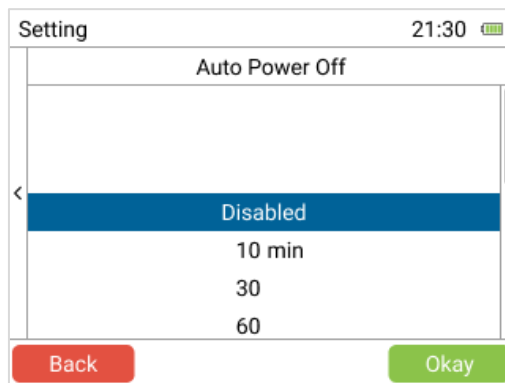 Setting 21:30
Auto Power Off
<
Disabled
10 min
30
60
Back Okay